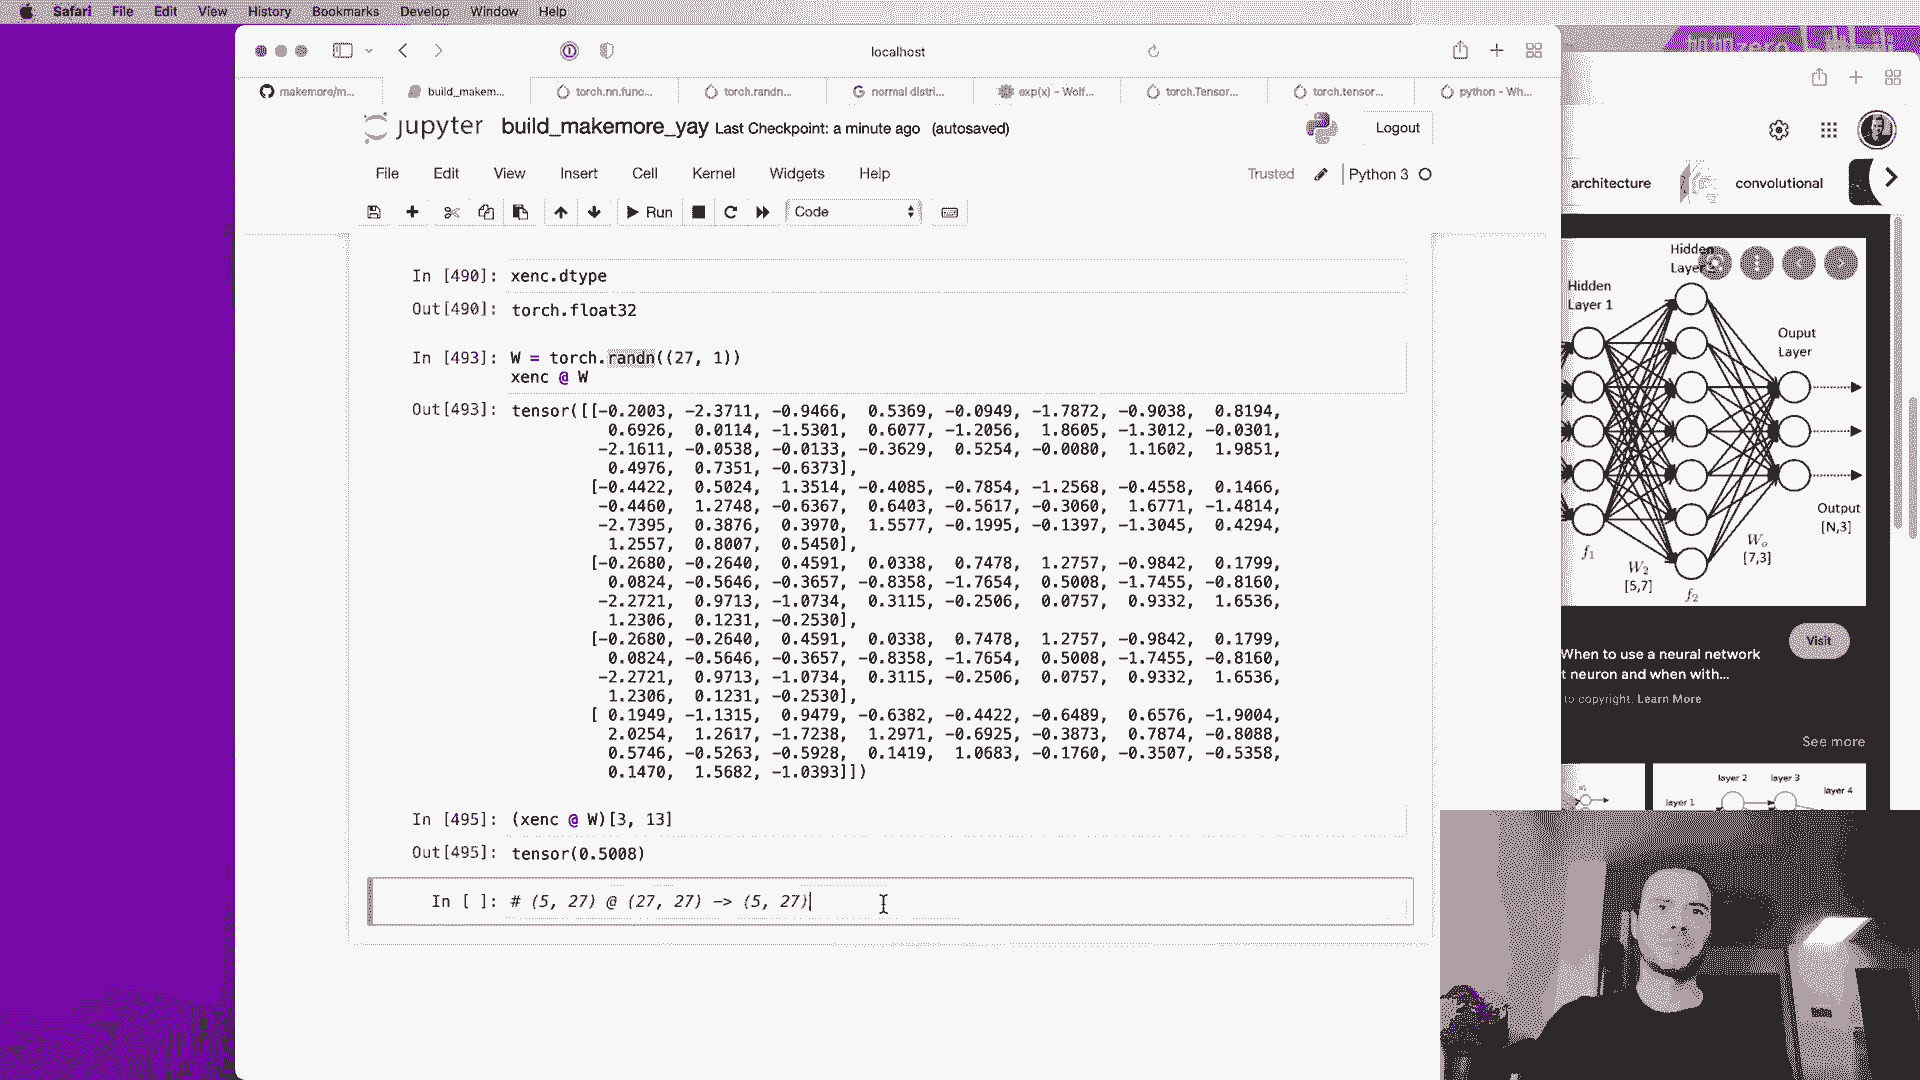 Safari File Edit View History Bookmarks Develop Window Help
localhost
makemore/m... build_makem... torch.nn.func... torch.randn... normal distri... exp(x) – Wolf... torch.Tensor... torch.tensor... python - Wh...
jupyter build_makemore_yay Last Checkpoint: a minute ago (autosaved)
Logout
File Edit View Insert Cell Kernel Widgets Help
Trusted Python 3
Run Code
In [490]: xenc.dtype
Out[490]: torch.float32
In [493]: W = torch.randn((27, 1))
xenc @ W
Out[493]: tensor([[-0.2003, -2.3711, -0.9466, 0.5369, -0.0949, -1.7872, -0.9038, 0.8194,
0.6926, 0.0114, -1.5301, 0.6077, -1.2056, 1.8605, -1.3012, -0.0301,
-2.1611, -0.0538, -0.0133, -0.3629, 0.5254, -0.0080, 1.1602, 1.9851,
0.4976, 0.7351, -0.6373],
[-0.4422, 0.5024, 1.3514, -0.4085, -0.7854, -1.2568, -0.4558, 0.1466,
-0.4460, 1.2748, -0.6367, 0.6403, -0.5617, -0.3060, 1.6771, -1.4814,
-2.7395, 0.3876, 0.3970, 1.5577, -0.1995, -0.1397, -1.3045, 0.4294,
1.2557, 0.8007, 0.5450],
[-0.2680, -0.2640, 0.4591, 0.0338, 0.7478, 1.2757, -0.9842, 0.1799,
0.0824, -0.5646, -0.3657, -0.8358, -1.7654, 0.5008, -1.7455, -0.8160,
-2.2721, 0.9713, -1.0734, 0.3115, -0.2506, 0.0757, 0.9332, 1.6536,
1.2306, 0.1231, -0.2530],
[-0.2680, -0.2640, 0.4591, 0.0338, 0.7478, 1.2757, -0.9842, 0.1799,
0.0824, -0.5646, -0.3657, -0.8358, -1.7654, 0.5008, -1.7455, -0.8160,
-2.2721, 0.9713, -1.0734, 0.3115, -0.2506, 0.0757, 0.9332, 1.6536,
1.2306, 0.1231, -0.2530],
[ 0.1949, -1.1315, 0.9479, -0.6382, -0.4422, -0.6489, 0.6576, -1.9004,
2.0254, 1.2617, -1.7238, 1.2971, -0.6925, -0.3873, 0.7874, -0.8088,
0.5746, -0.5263, -0.5928, 0.1419, 1.0683, -0.1760, -0.3507, -0.5358,
0.1470, 1.5682, -1.0393]])
In [495]: (xenc @ W)[3, 13]
Out[495]: tensor(0.5008)
In [ ]: # (5, 27) @ (27, 27) -> (5, 27)
architecture convolutional
Hidden
Layer
Hidden
Layer 1
Ouput
Layer
Output
[N,3]
f1
W2
[5,7]
f2
Wo
[7,3]
Visit
When to use a neural network
t neuron and when with...
to copyright. Learn More
See more
layer 1
layer 2 layer 3
layer 4